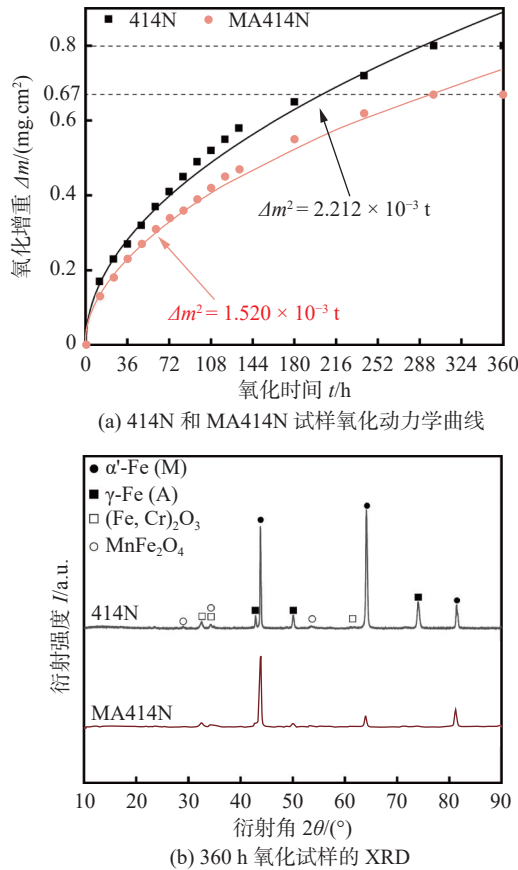 414N MA414N
0.8
0.67
0.6
0.4
0.2
0
氧化增重 Δm/(mg.cm²)
Δm² = 2.212 × 10⁻³ t
Δm² = 1.520 × 10⁻³ t
0 36 72 108 144 180 216 252 288 324 360
氧化时间 t/h
(a) 414N 和 MA414N 试样氧化动力学曲线
α'-Fe (M)
γ-Fe (A)
(Fe, Cr)₂O₃
MnFe₂O₄
414N
MA414N
衍射强度 I/a.u.
10 20 30 40 50 60 70 80 90
衍射角 2θ/(°)
(b) 360 h 氧化试样的 XRD